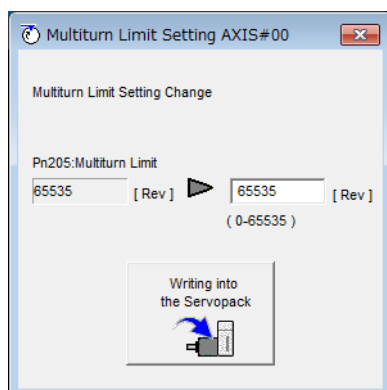 Multiturn Limit Setting AXIS#00
Multiturn Limit Setting Change
Pn205:Multiturn Limit
65535 [ Rev ] 65535 [ Rev ]
( 0-65535 )
Writing into
the Servopack